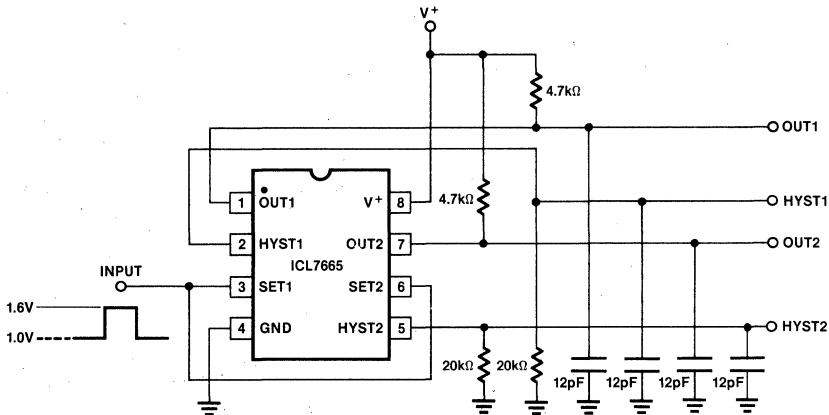 V+
4.7kΩ
OUT1
1 OUT1 V+ 8
4.7kΩ
HYST1
2 HYST1 OUT2 7
OUT2
ICL7665
INPUT
3 SET1 SET2 6
1.6V
1.0V
4 GND HYST2 5
HYST2
20kΩ 20kΩ
12pF 12pF 12pF 12pF